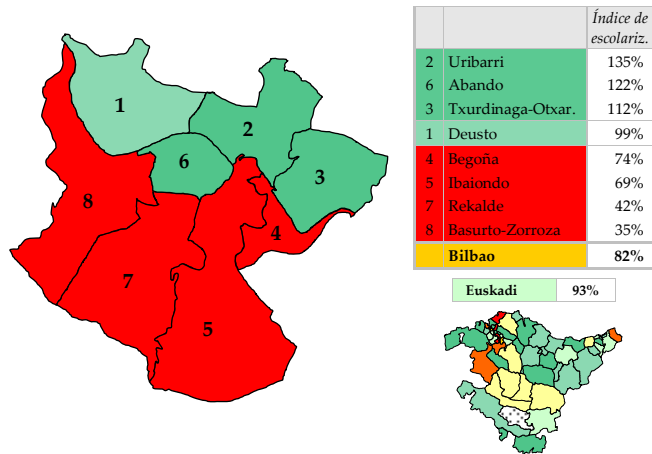 Índice de
escolariz.
2 Uribarri 135%
6 Abando 122%
3 Txurdinaga-Otxar. 112%
1 Deusto 99%
4 Begoña 74%
5 Ibaiondo 69%
7 Rekalde 42%
8 Basurto-Zorroza 35%
Bilbao 82%
Euskadi 93%
1
2
6
3
8
4
7
5